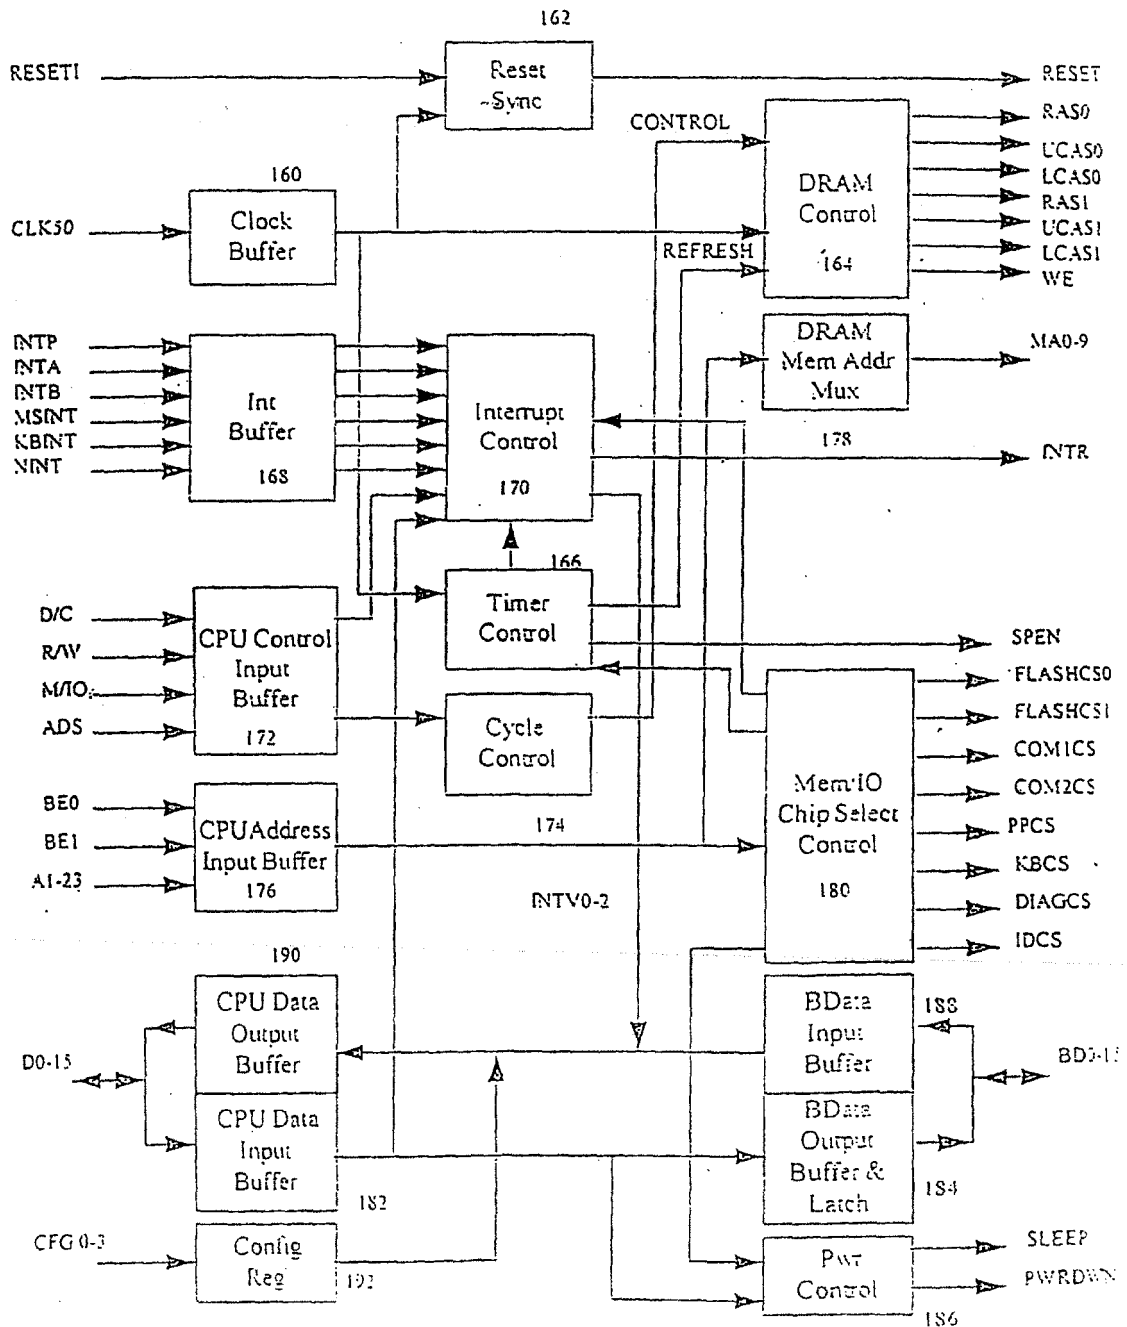 162
RESETI
Reset
Sync
RESET
CONTROL
RAS0
UCAS0
LCAS0
RAS1
UCAS1
LCAS1
WE
160
CLK50
Clock
Buffer
DRAM
Control
164
REFRESH
INTP
INTA
INTB
MSINT
KBINT
NINT
Int
Buffer
168
Interrupt
Control
170
DRAM
Mem Addr
Mux
178
MA0-9
INTR
166
D/C
R/W
M/IO
ADS
CPU Control
Input
Buffer
172
Timer
Control
SPEN
Cycle
Control
174
FLASHCS0
FLASHCS1
COM1CS
COM2CS
PPCS
KBCS
DIAGCS
IDCS
Mem/IO
Chip Select
Control
180
BE0
BE1
A1-23
CPU Address
Input Buffer
176
INTV0-2
190
CPU Data
Output
Buffer
D0-15
CPU Data
Input
Buffer
182
BData
Input
Buffer
188
BData
Output
Buffer &
Latch
184
CFG 0-3
Config
Reg
192
Pwr
Control
186
SLEEP
PWRDWN